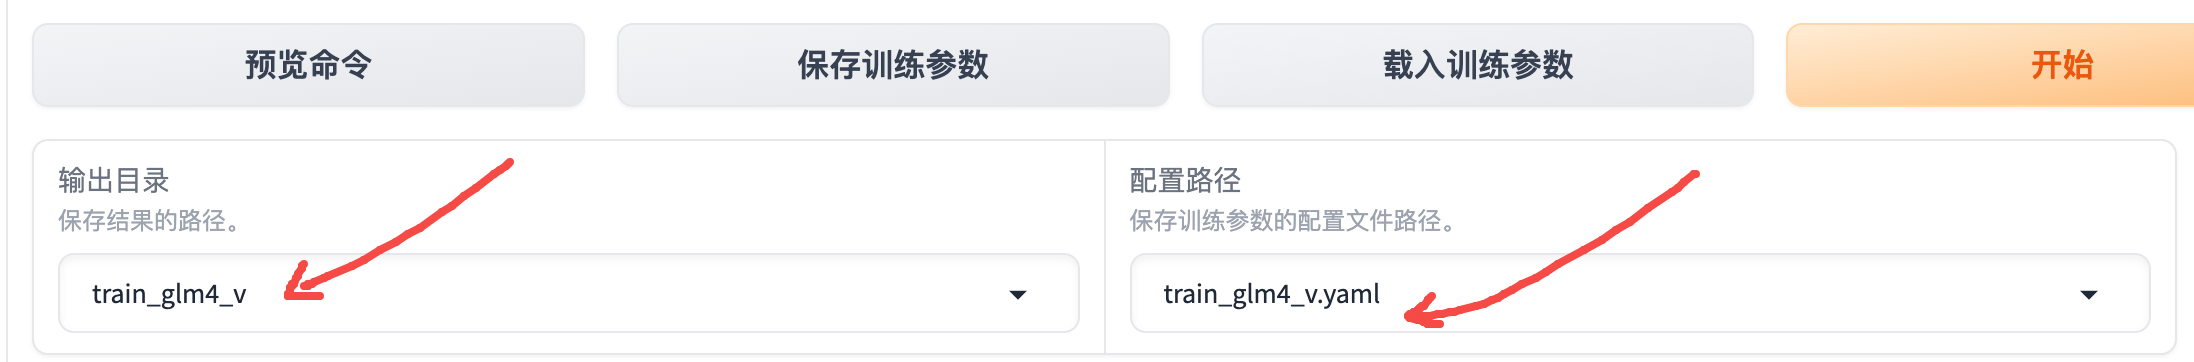 预览命令
保存训练参数
载入训练参数
开始
输出目录
保存结果的路径。
train_glm4_v
配置路径
保存训练参数的配置文件路径。
train_glm4_v.yaml